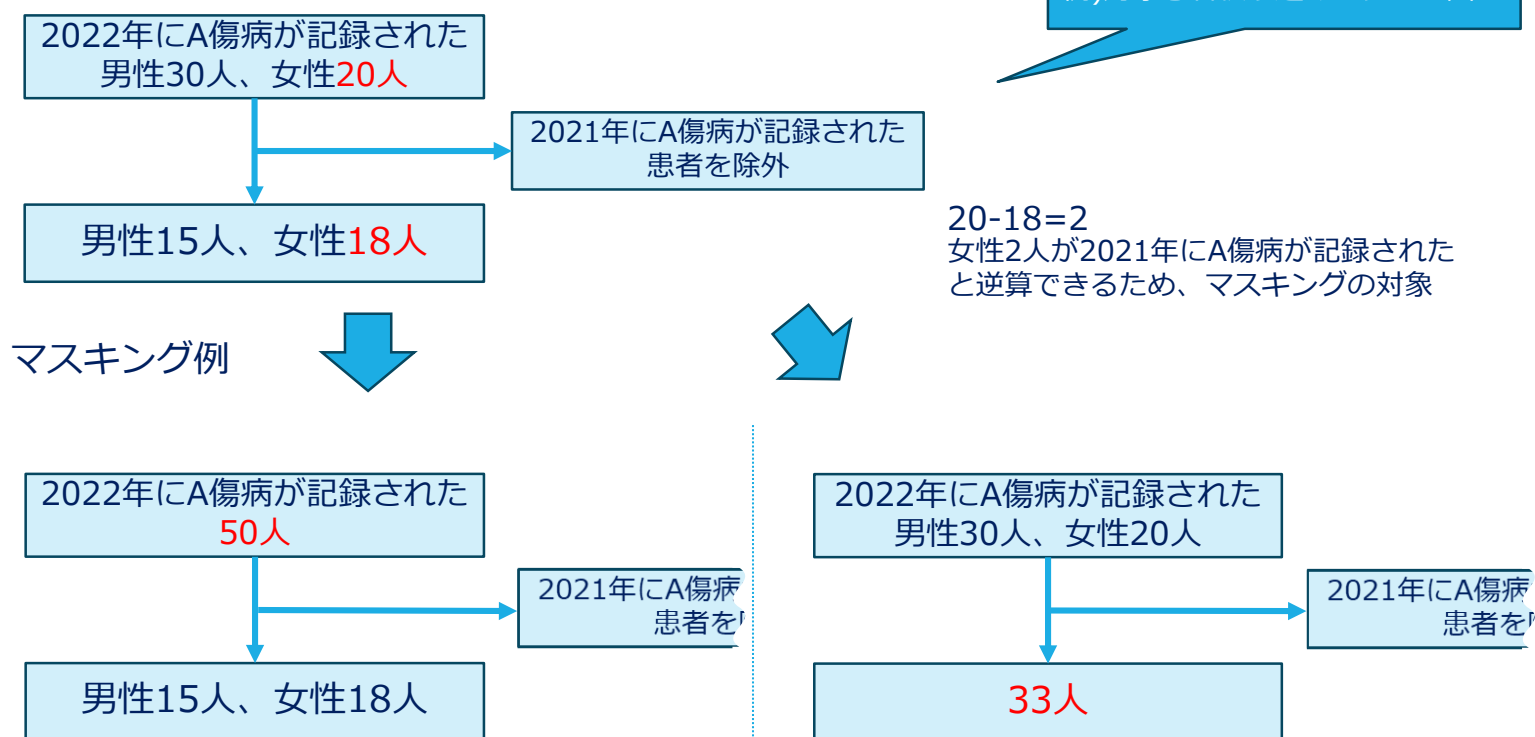 2022年にA傷病が記録された
男性30人、女性20人
2021年にA傷病が記録された
患者を除外
男性15人、女性18人
20-18=2
女性2人が2021年にA傷病が記録された
と逆算できるため、マスキングの対象
マスキング例
2022年にA傷病が記録された
50人
2021年にA傷病
患者を
男性15人、女性18人
2022年にA傷病が記録された
男性30人、女性20人
2021年にA傷病
患者を
33人